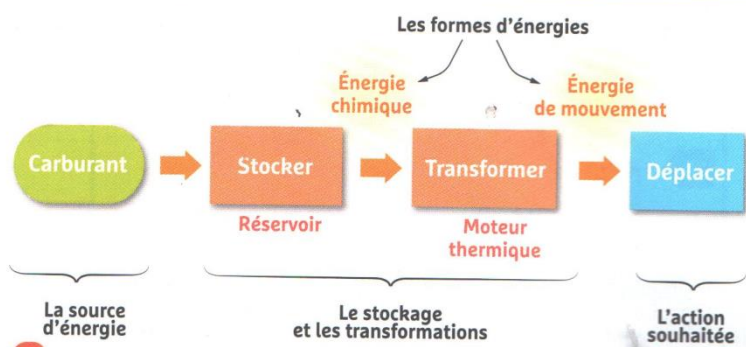 Les formes d'énergies
Énergie
chimique
Énergie
de mouvement
Carburant
Stocker
Transformer
Déplacer
Réservoir
Moteur
thermique
La source
d'énergie
Le stockage
et les transformations
L'action
souhaitée